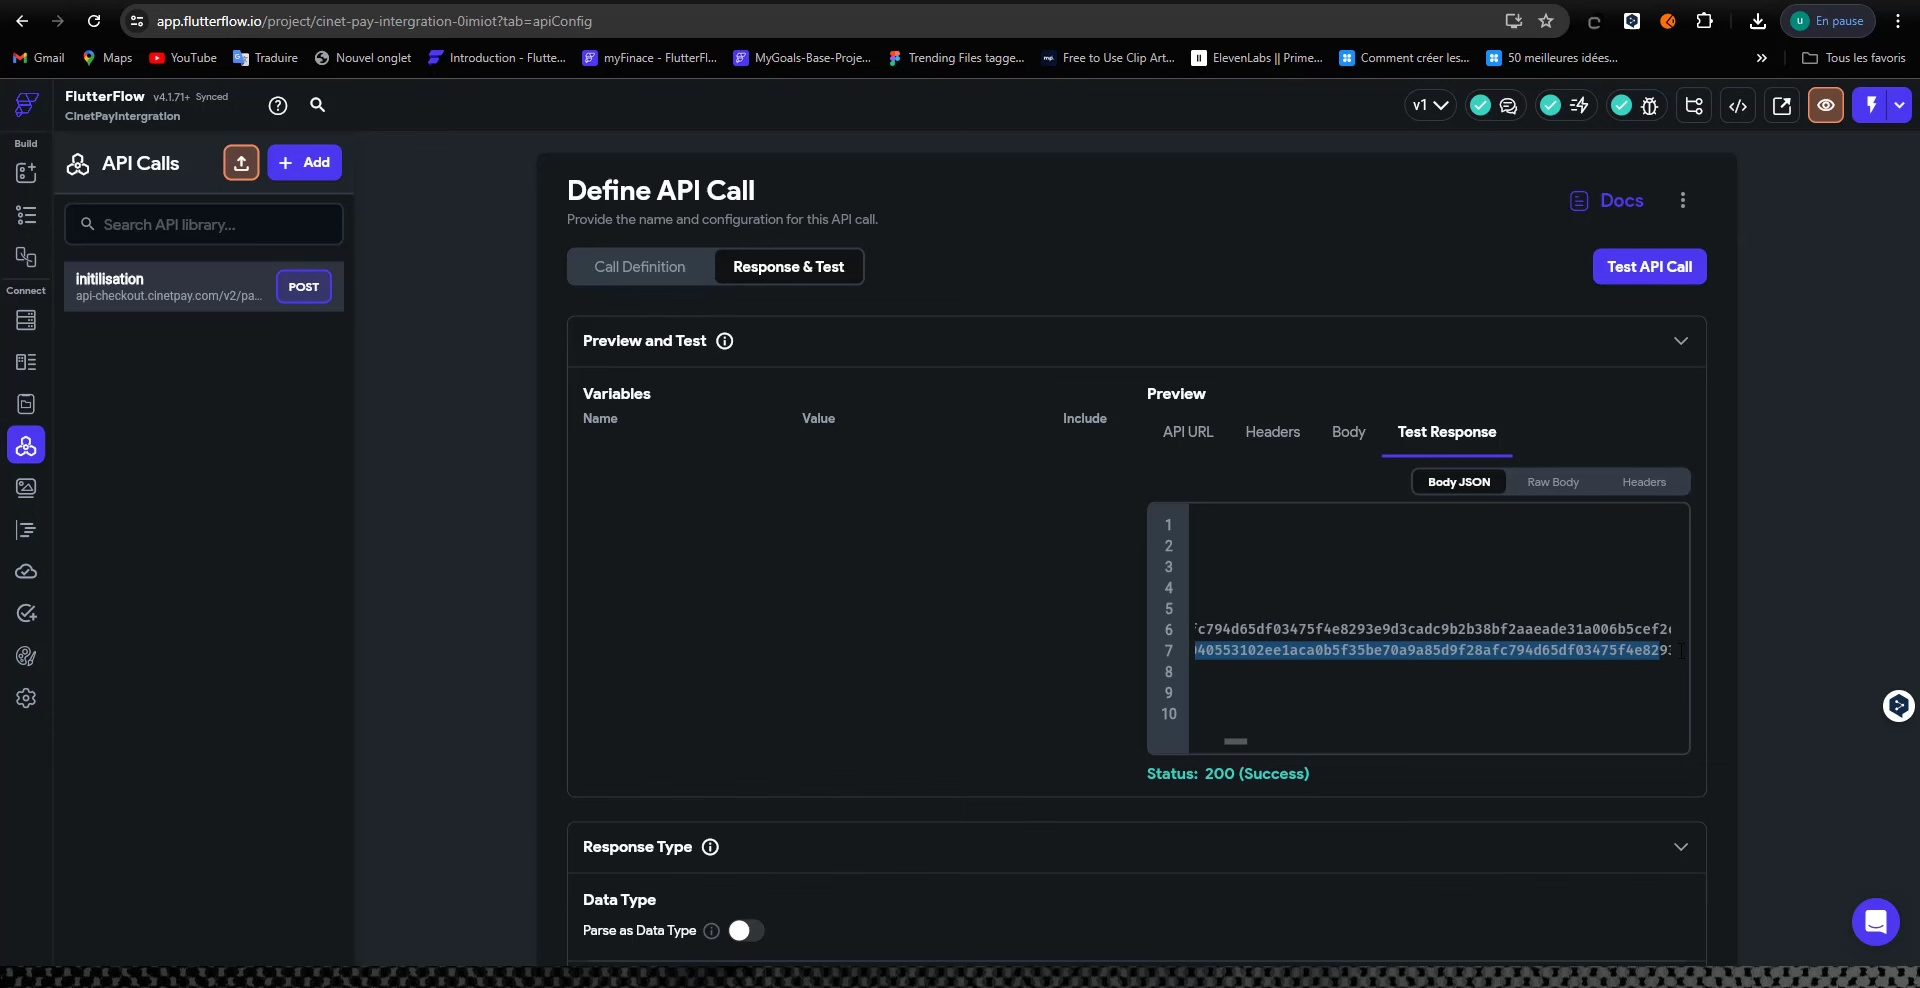 app.flutterflow.io/project/cinet-pay-intergration-0imiot?tab=apiConfig
u En pause
Gmail
Maps
YouTube
Traduire
Nouvel onglet
Introduction - Flutte...
myFinace - FlutterFl...
MyGoals-Base-Proje...
Trending Files tagge...
Free to Use Clip Art...
ElevenLabs || Prime...
Comment créer les...
50 meilleures idées...
»
Tous les favoris
FlutterFlow v4.1.71+ Synced
CinetPayIntergration
v1
Build
Connect
API Calls
+ Add
Search API library...
initilisation
api-checkout.cinetpay.com/v2/pa...
POST
Define API Call
Provide the name and configuration for this API call.
Docs
Call Definition
Response & Test
Test API Call
Preview and Test
Variables
Name
Value
Include
Preview
API URL
Headers
Body
Test Response
Body JSON
Raw Body
Headers
1
2
3
4
5
6 c794d65df03475f4e8293e9d3cadc9b2b38bf2aaeade31a006b5cef2
7 40553102ee1aca0b5f35be70a9a85d9f28afc794d65df03475f4e829
8
9
10
Status: 200 (Success)
Response Type
Data Type
Parse as Data Type